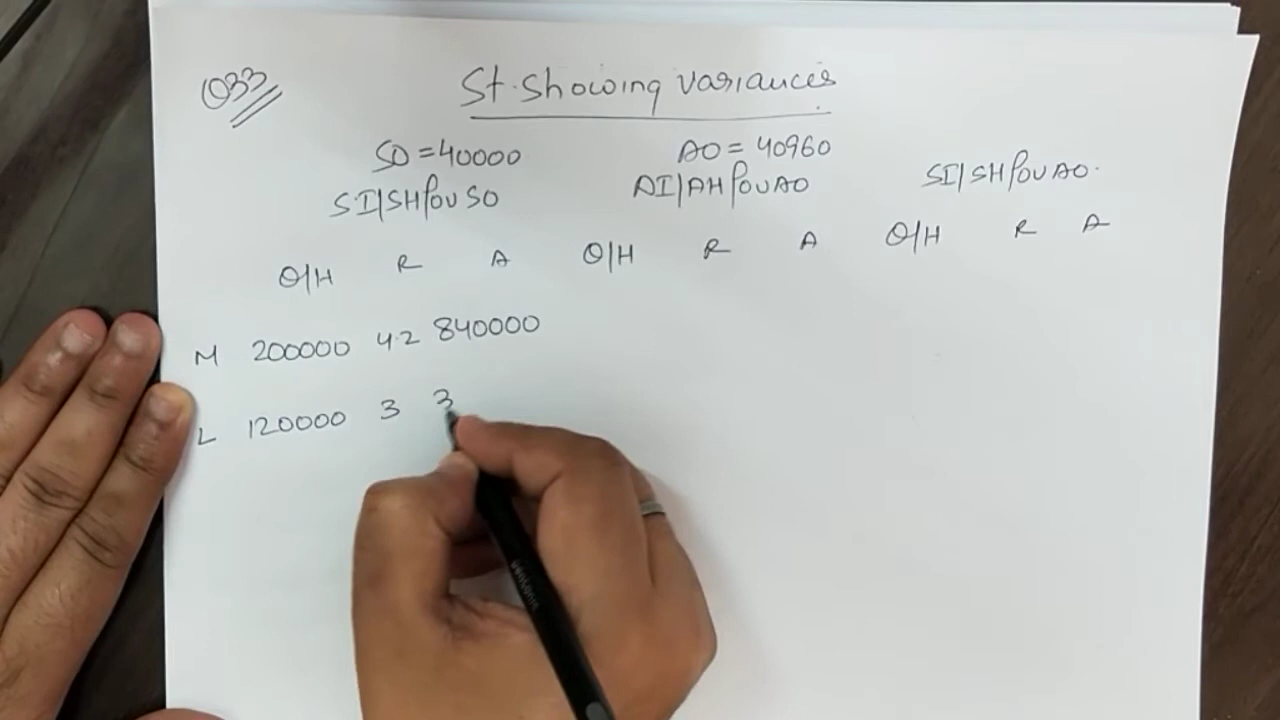 Q33
St. Showing Variances
SO = 40000 AO = 40960
S.I/SH for SO AI/AH for AO SI/SH for AO.
Q/H R A Q/H R A Q/H R A
M 200000 4.2 840000
L 120000 3 3